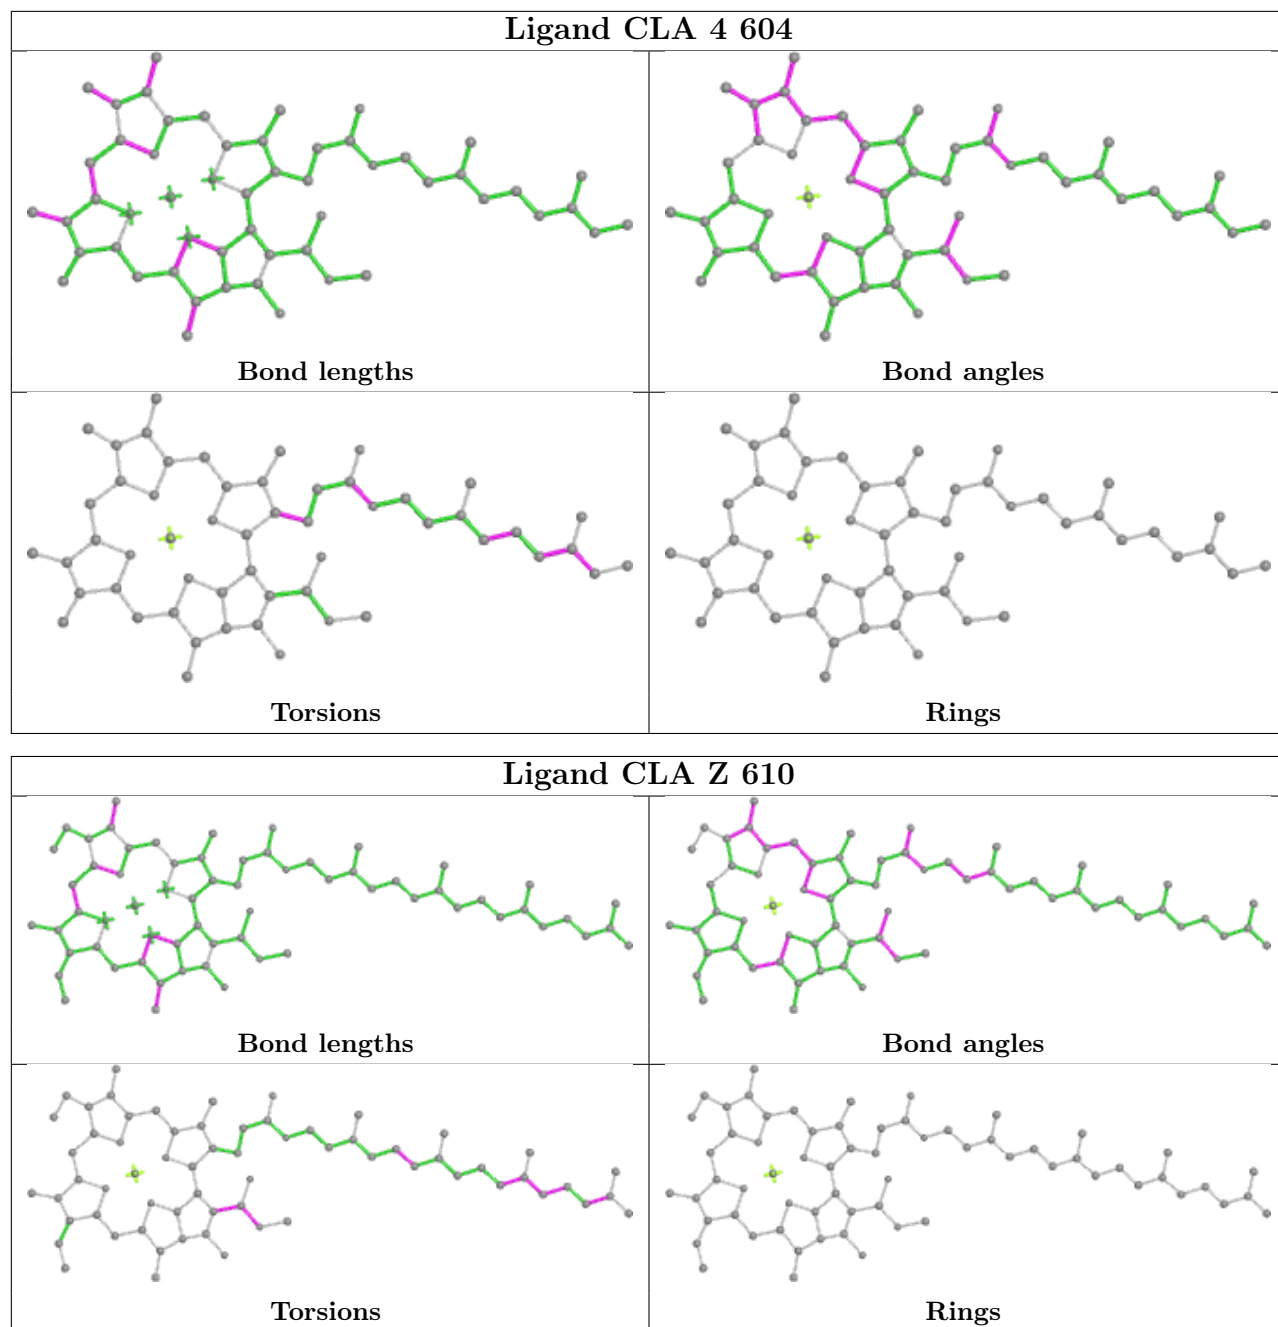 Ligand CLA 4 604
Bond lengths
Bond angles
Torsions
Rings
Ligand CLA Z 610
Bond lengths
Bond angles
Torsions
Rings